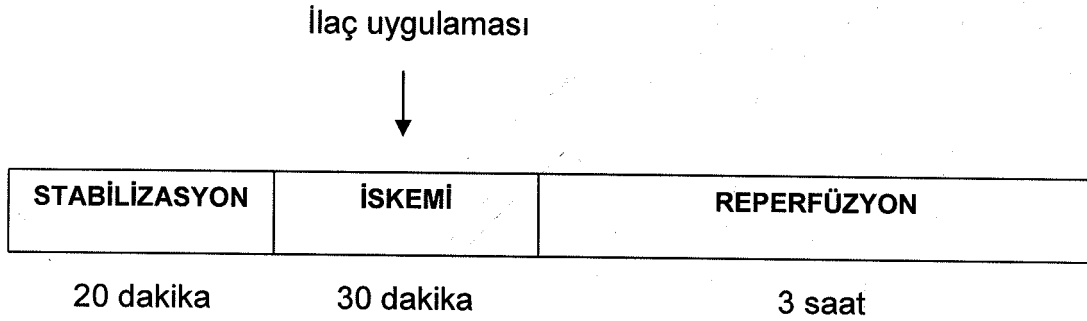 İlaç uygulaması
STABİLİZASYON İSKEMİ REPERFÜZYON
20 dakika 30 dakika 3 saat